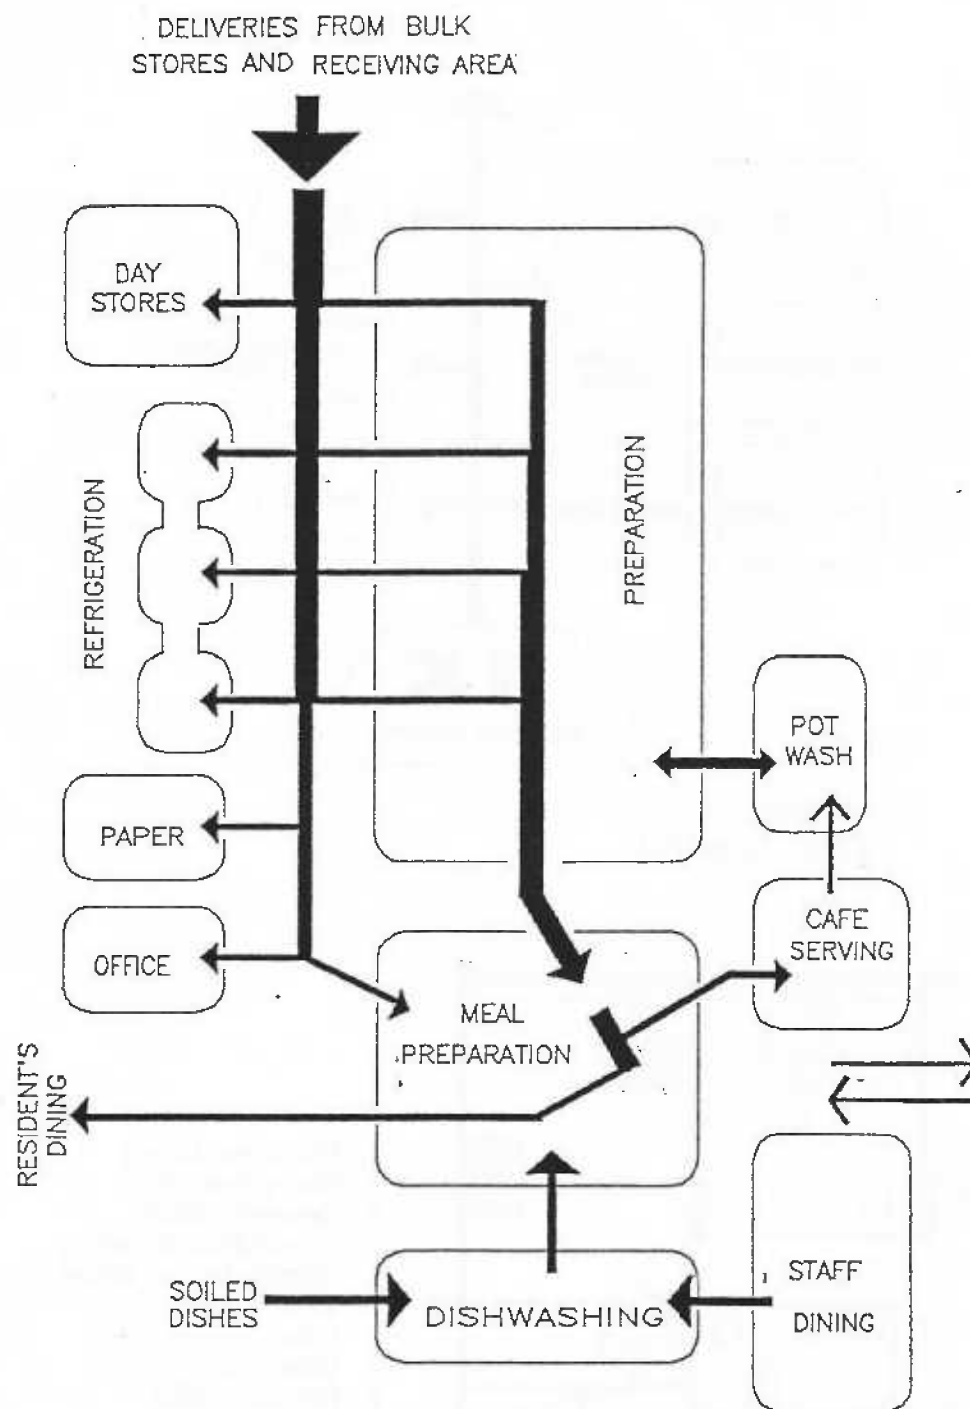 DELIVERIES FROM BULK
STORES AND RECEIVING AREA
DAY
STORES
REFRIGERATION
PREPARATION
POT
WASH
PAPER
CAFE
SERVING
OFFICE
MEAL
PREPARATION
RESIDENT'S
DINING
SOILED
DISHES
DISHWASHING
STAFF
DINING